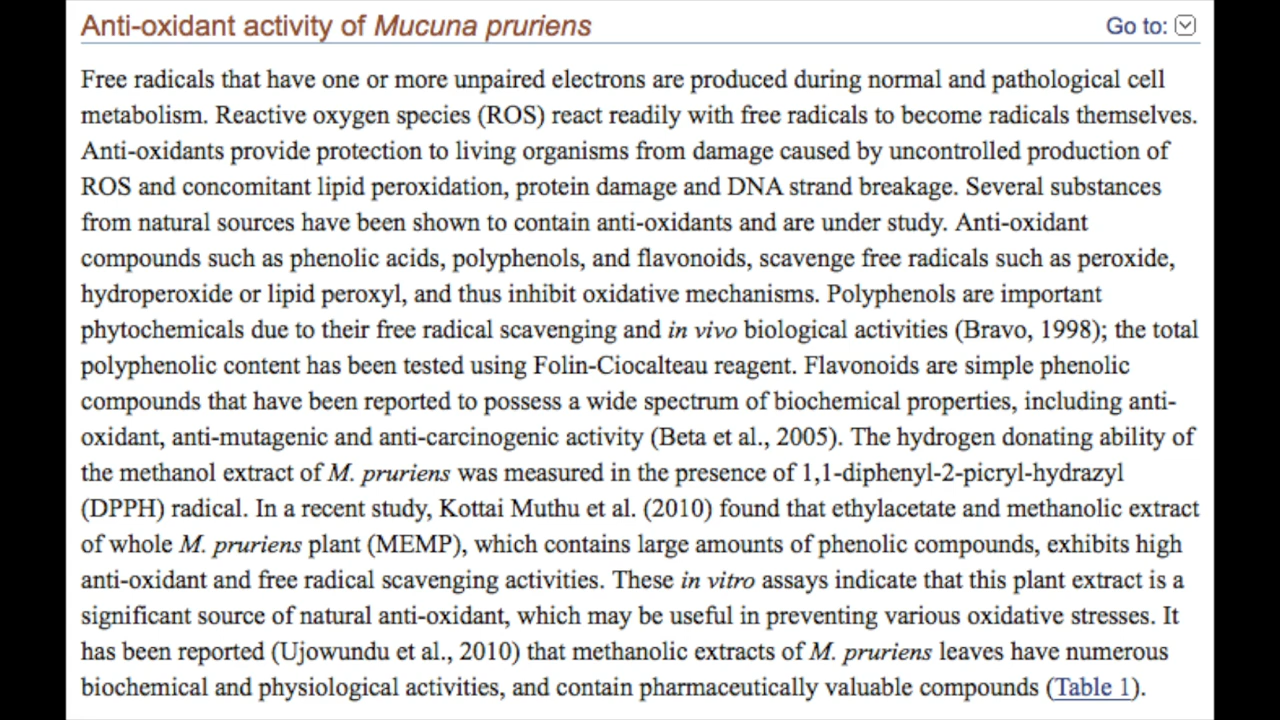 Anti-oxidant activity of Mucuna pruriens Go to:
Free radicals that have one or more unpaired electrons are produced during normal and pathological cell
metabolism. Reactive oxygen species (ROS) react readily with free radicals to become radicals themselves.
Anti-oxidants provide protection to living organisms from damage caused by uncontrolled production of
ROS and concomitant lipid peroxidation, protein damage and DNA strand breakage. Several substances
from natural sources have been shown to contain anti-oxidants and are under study. Anti-oxidant
compounds such as phenolic acids, polyphenols, and flavonoids, scavenge free radicals such as peroxide,
hydroperoxide or lipid peroxyl, and thus inhibit oxidative mechanisms. Polyphenols are important
phytochemicals due to their free radical scavenging and in vivo biological activities (Bravo, 1998); the total
polyphenolic content has been tested using Folin-Ciocalteau reagent. Flavonoids are simple phenolic
compounds that have been reported to possess a wide spectrum of biochemical properties, including anti-
oxidant, anti-mutagenic and anti-carcinogenic activity (Beta et al., 2005). The hydrogen donating ability of
the methanol extract of M. pruriens was measured in the presence of 1,1-diphenyl-2-picryl-hydrazyl
(DPPH) radical. In a recent study, Kottai Muthu et al. (2010) found that ethylacetate and methanolic extract
of whole M. pruriens plant (MEMP), which contains large amounts of phenolic compounds, exhibits high
anti-oxidant and free radical scavenging activities. These in vitro assays indicate that this plant extract is a
significant source of natural anti-oxidant, which may be useful in preventing various oxidative stresses. It
has been reported (Ujowundu et al., 2010) that methanolic extracts of M. pruriens leaves have numerous
biochemical and physiological activities, and contain pharmaceutically valuable compounds (Table 1).